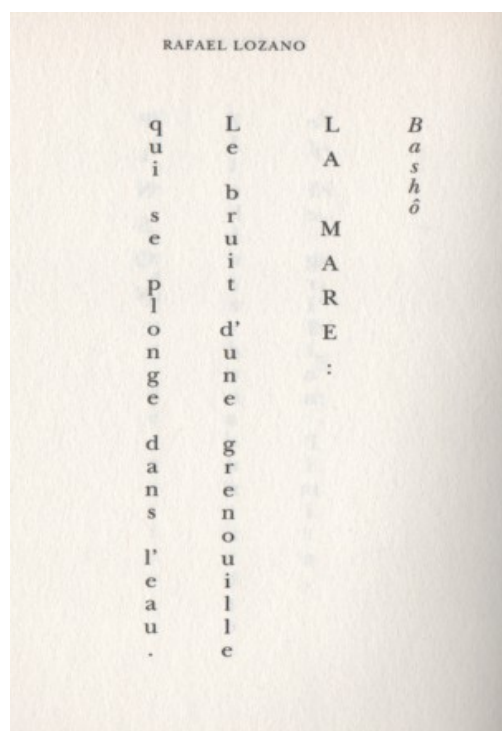 RAFAEL LOZANO
Bashô
LA MARE :
Le bruit d'une grenouille
qui se plonge dans l'eau.